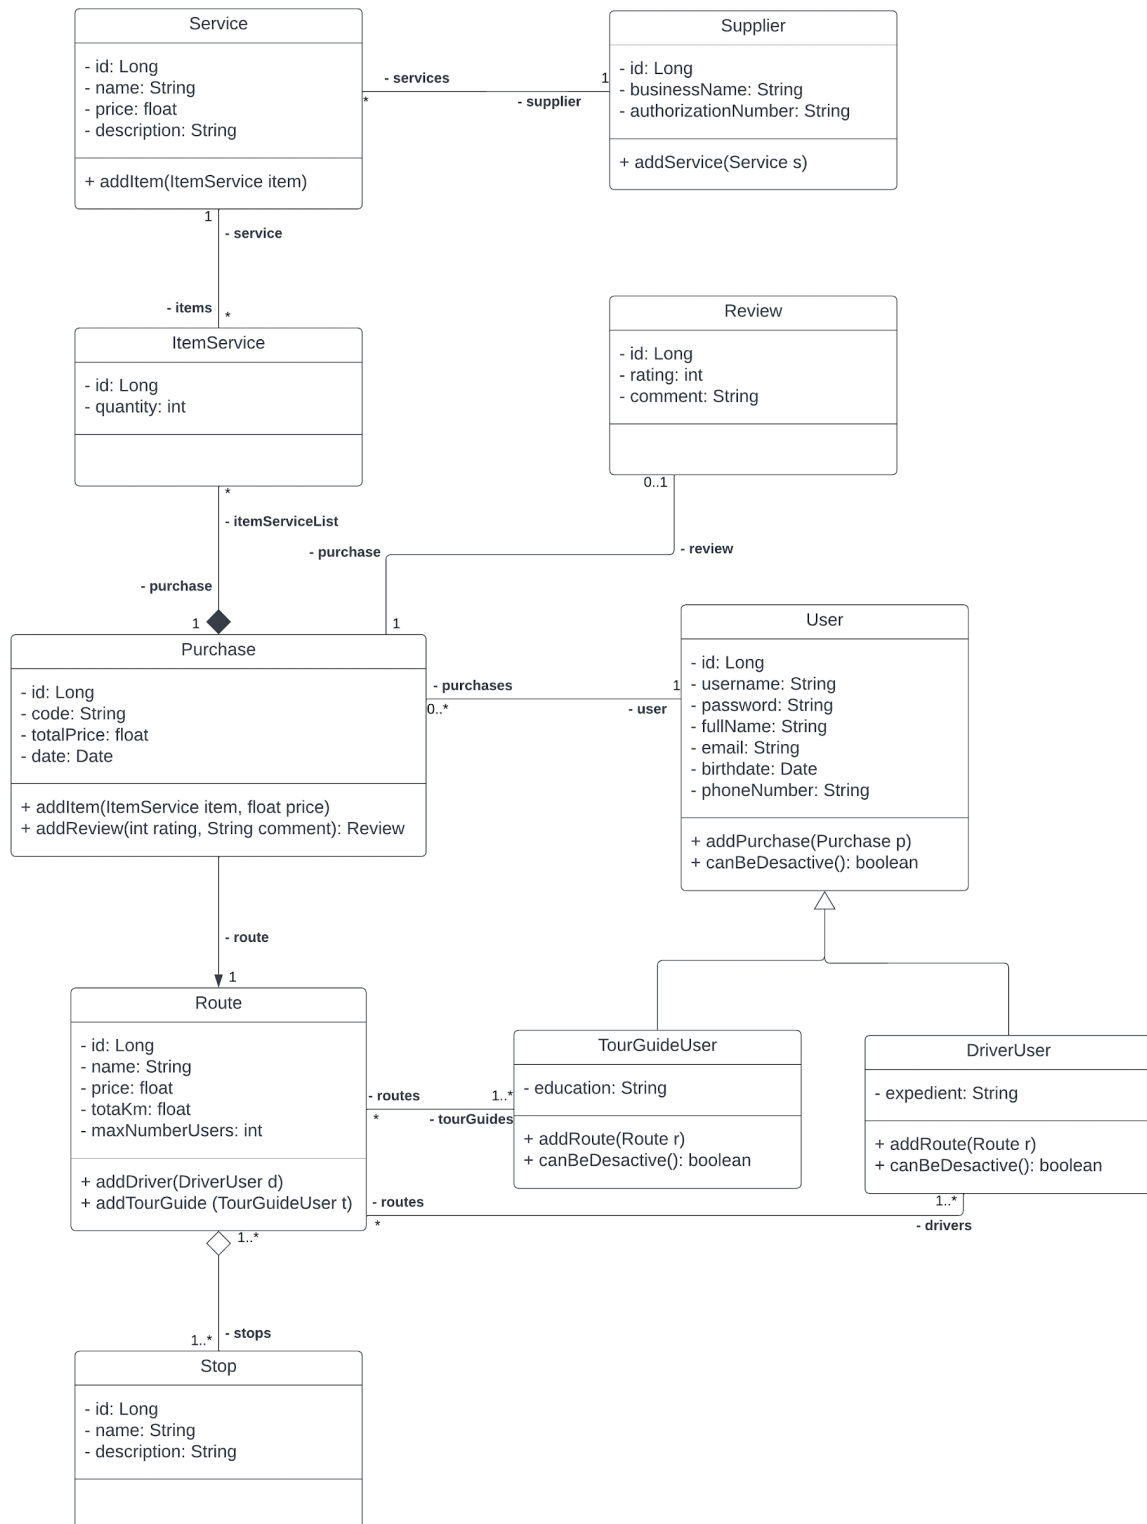 Service
- id: Long
- name: String
- price: float
- description: String
+ addItem(ItemService item)
- services
*
1
- supplier
Supplier
- id: Long
- businessName: String
- authorizationNumber: String
+ addService(Service s)
1
- service
- items
*
ItemService
- id: Long
- quantity: int
Review
- id: Long
- rating: int
- comment: String
*
- itemServiceList
- purchase
1
0..1
- review
- purchase
1
Purchase
- id: Long
- code: String
- totalPrice: float
- date: Date
+ addItem(ItemService item, float price)
+ addReview(int rating, String comment): Review
- purchases
0..*
1
- user
User
- id: Long
- username: String
- password: String
- fullName: String
- email: String
- birthdate: Date
- phoneNumber: String
+ addPurchase(Purchase p)
+ canBeDesactive(): boolean
- route
1
Route
- id: Long
- name: String
- price: float
- totaKm: float
- maxNumberUsers: int
+ addDriver(DriverUser d)
+ addTourGuide (TourGuideUser t)
- routes
*
1..*
- tourGuides
TourGuideUser
- education: String
+ addRoute(Route r)
+ canBeDesactive(): boolean
DriverUser
- expedient: String
+ addRoute(Route r)
+ canBeDesactive(): boolean
- routes
*
1..*
- drivers
1..*
1..*
- stops
Stop
- id: Long
- name: String
- description: String